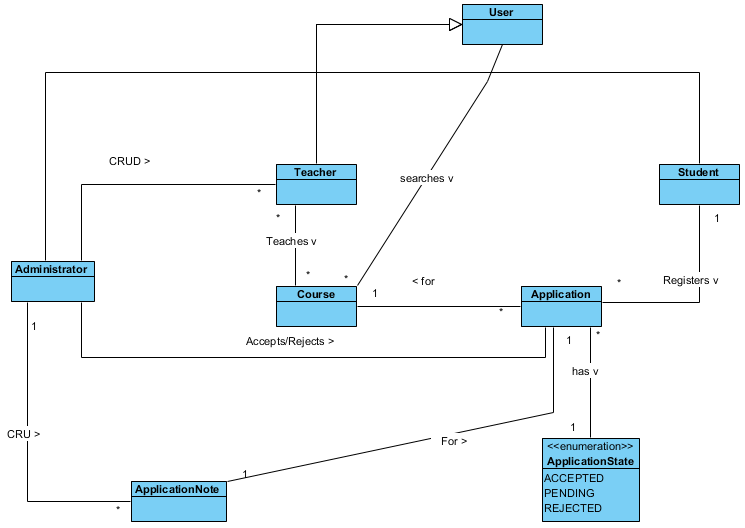 User
CRUD >
Teacher
*
*
searches v
Student
1
Teaches v
*
*
Administrator
Course
1
< for
*
Application
*
Registers v
1
Accepts/Rejects >
1
*
has v
1
CRU >
For >
1
ApplicationNote
*
<<enumeration>>
ApplicationState
ACCEPTED
PENDING
REJECTED